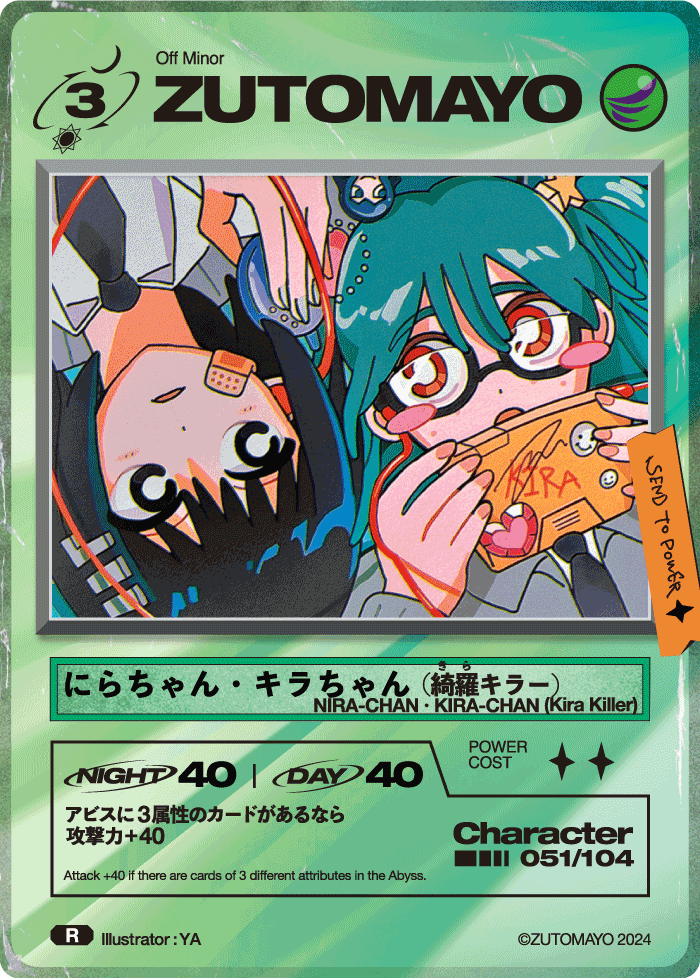 Off Minor
3 ZUTOMAYO
KIRA
SEND TO POWER
きら
にらちゃん・キラちゃん（綺羅キラー）
NIRA-CHAN · KIRA-CHAN (Kira Killer)
NIGHT 40 | DAY 40
POWER COST
アビスに3属性のカードがあるなら
攻撃力+40
Attack +40 if there are cards of 3 different attributes in the Abyss.
Character
051/104
R Illustrator : YA
©ZUTOMAYO 2024